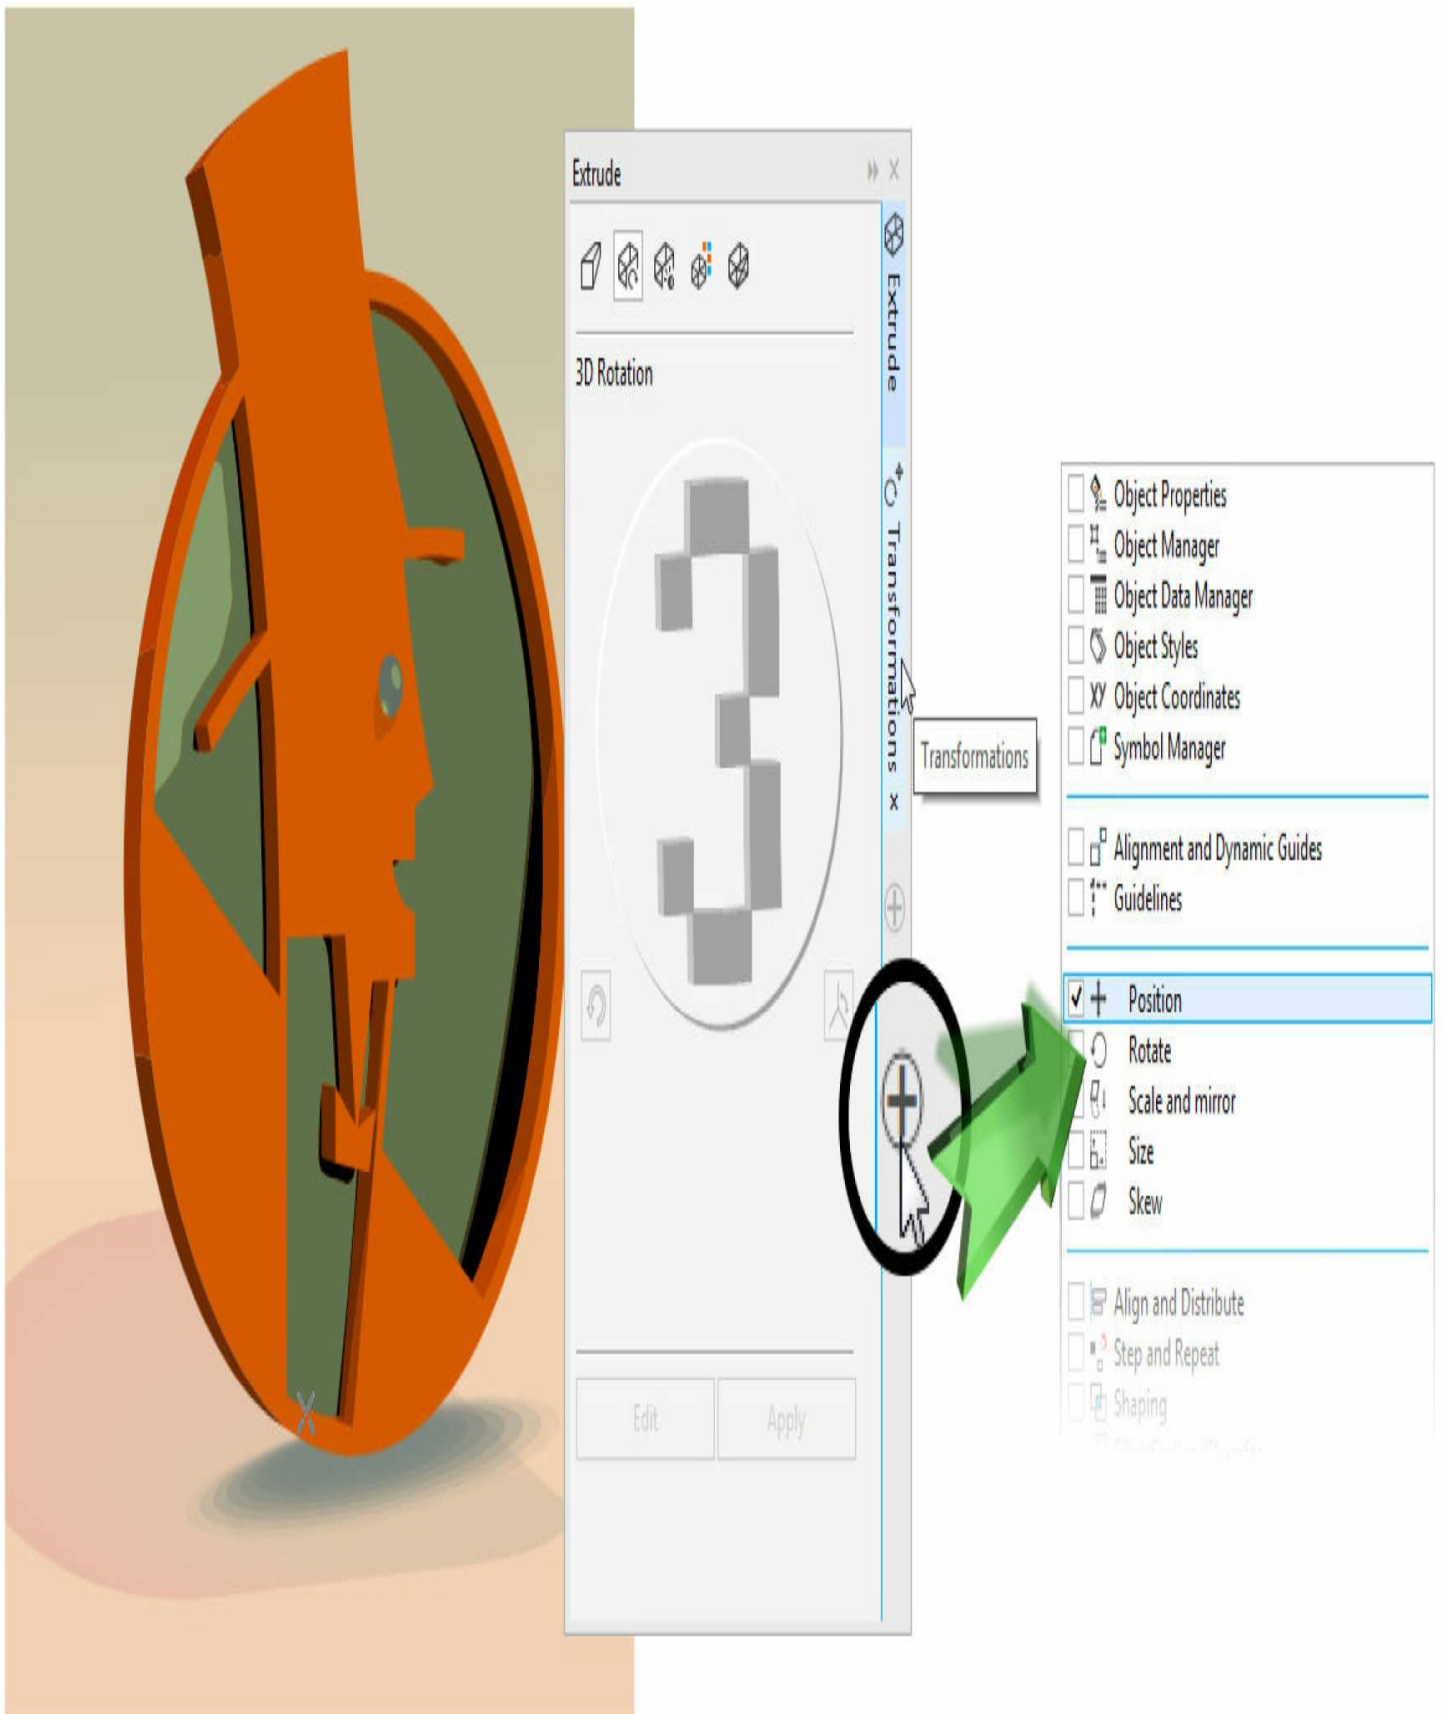 Extrude
3D Rotation
Edit
Apply
Extrude
Transformations
Transformations
Object Properties
Object Manager
Object Data Manager
Object Styles
XY Object Coordinates
Symbol Manager
Alignment and Dynamic Guides
Guidelines
Position
Rotate
Scale and mirror
Size
Skew
Align and Distribute
Step and Repeat
Shaping